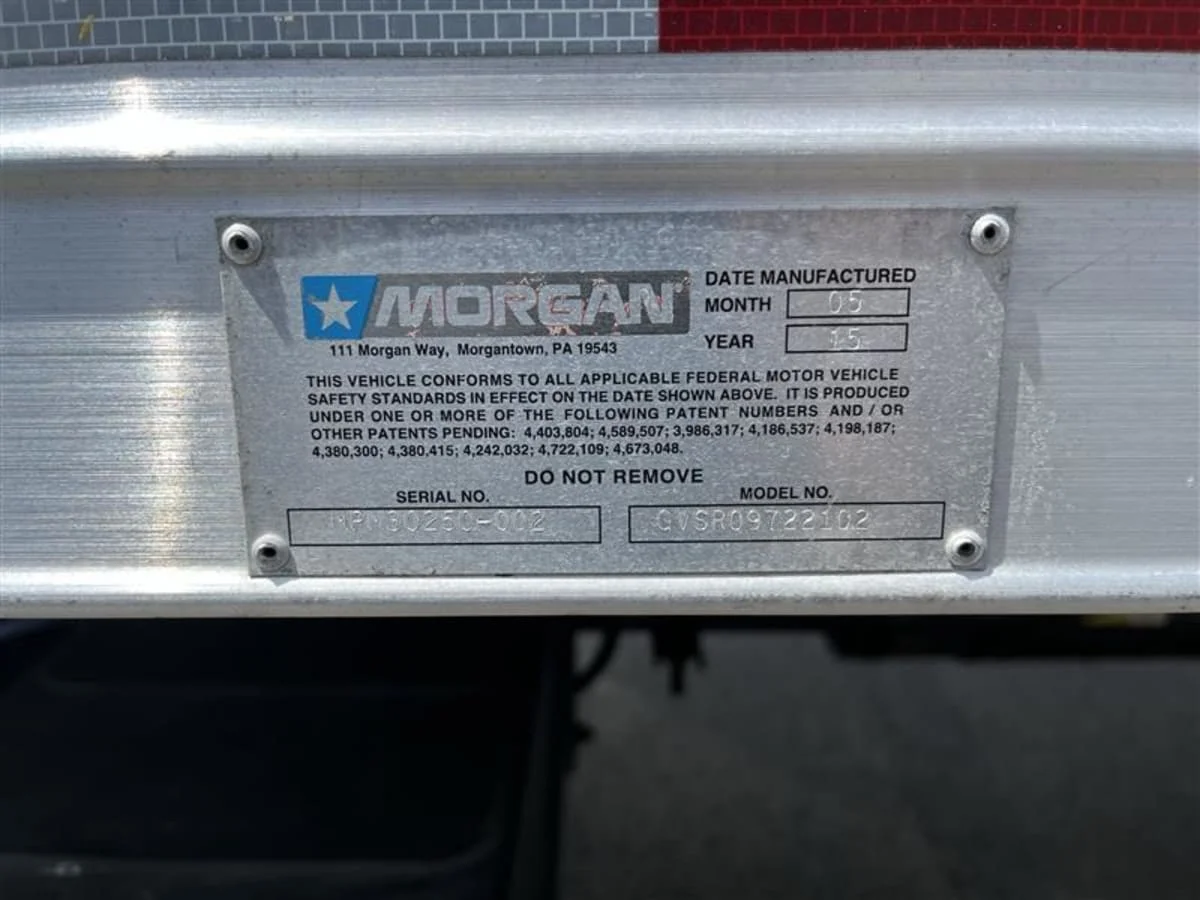 MORGAN
111 Morgan Way, Morgantown, PA 19543
DATE MANUFACTURED
MONTH 05
YEAR 15
THIS VEHICLE CONFORMS TO ALL APPLICABLE FEDERAL MOTOR VEHICLE
SAFETY STANDARDS IN EFFECT ON THE DATE SHOWN ABOVE. IT IS PRODUCED
UNDER ONE OR MORE OF THE FOLLOWING PATENT NUMBERS AND / OR
OTHER PATENTS PENDING: 4,403,804; 4,589,507; 3,986,317; 4,186,537; 4,198,187;
4,380,300; 4,380,415; 4,242,032; 4,722,109; 4,673,048.
DO NOT REMOVE
SERIAL NO.
MODEL NO.
GVSR09722102